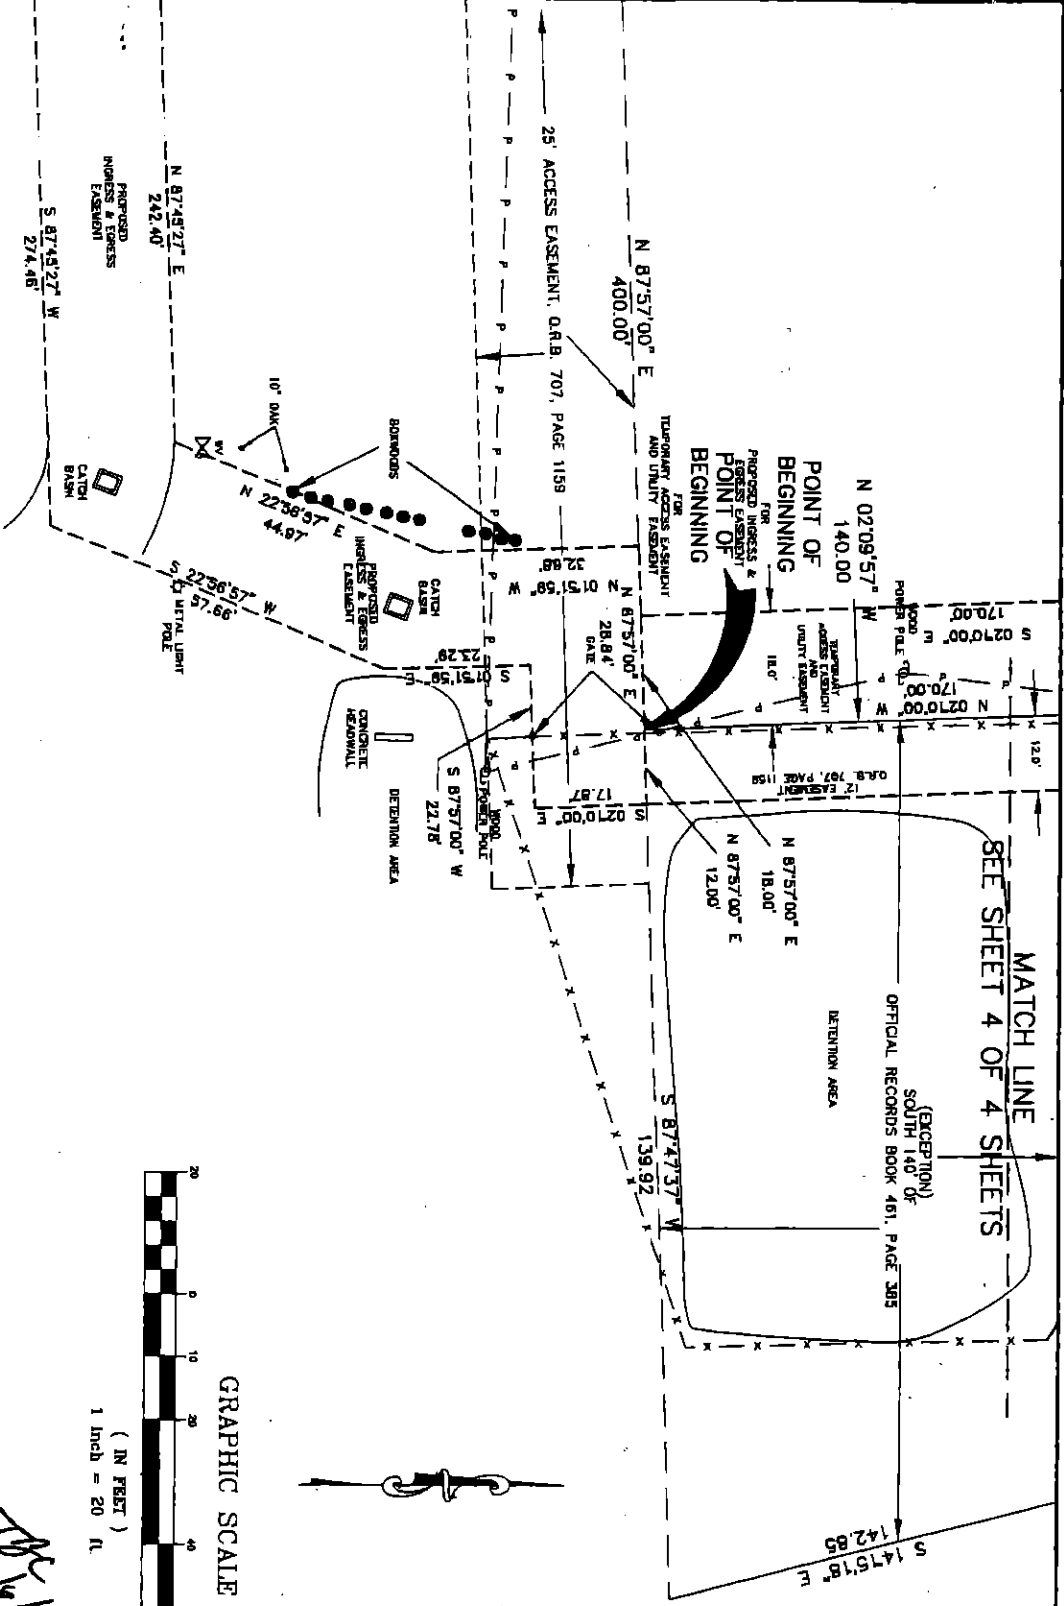 MATCH LINE
SEE SHEET 4 OF 4 SHEETS
(EXCEPTION)
SOUTH 140' OF
OFFICIAL RECORDS BOOK 461, PAGE 385
DETENTION AREA
S 14°15'18" E
142.85
S 87°47'37" W
139.92
12.0'
S 02°10'00" E
170.00'
N 02°10'00" W
170.00'
WOOD
POWER POLE
N 02°09'57" W
140.00
TEMPORARY
ACCESS EASEMENT
AND
UTILITY EASEMENT
18.0'
12' EASEMENT
O.R.B. 707, PAGE 1159
POINT OF
BEGINNING
FOR
PROPOSED INGRESS &
EGRESS EASEMENT
POINT OF
BEGINNING
FOR
TEMPORARY ACCESS EASEMENT
AND UTILITY EASEMENT
N 87°57'00" E
400.00'
N 87°57'00" E
18.00'
N 87°57'00" E
12.00'
N 87°57'00" E
28.84'
GATE
25' ACCESS EASEMENT, O.R.B. 707, PAGE 1159
N 01°51'59" W
32.68'
S 02°10'00" E
17.87
S 01°51'59" E
23.29'
S 87°57'00" W
22.78'
WOOD
POWER POLE
BOXWOODS
10" OAK
WV
N 22°56'57" E
44.97'
CATCH
BASIN
PROPOSED
INGRESS & EGRESS
EASEMENT
CONCRETE
HEADWALL
DETENTION AREA
S 22°56'57" W
57.66'
METAL LIGHT
POLE
CATCH
BASIN
N 87°45'27" E
242.40'
PROPOSED
INGRESS & EGRESS
EASEMENT
S 87°45'27" W
274.46'
GRAPHIC SCALE
20 0 10 20 40
( IN FEET )
1 inch = 20 ft.